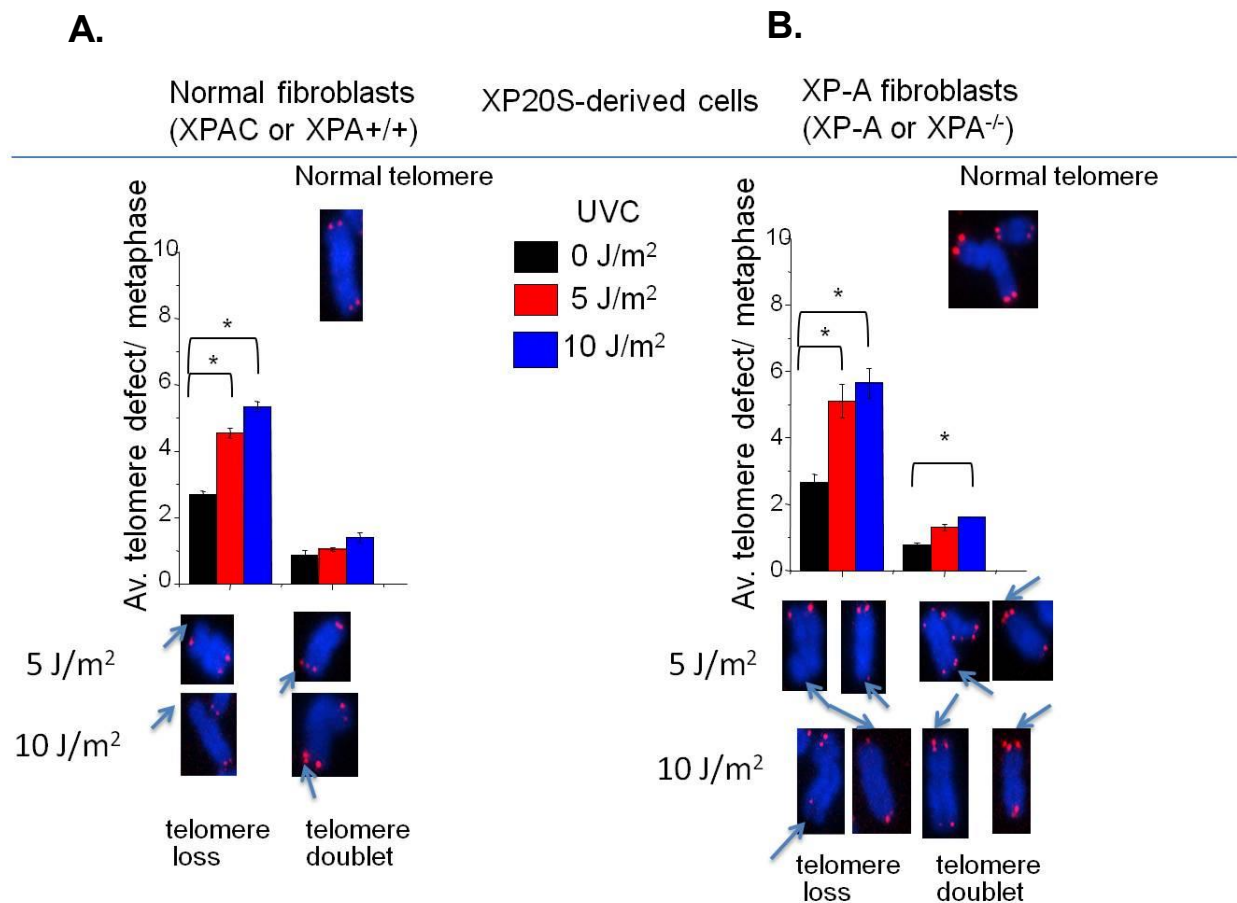 A.
B.
Normal fibroblasts
(XPAC or XPA+/+)
XP20S-derived cells
XP-A fibroblasts
(XP-A or XPA-/-)
Normal telomere
Av. telomere defect/ metaphase
10
8
6
4
2
0
*
*
UVC
0 J/m²
5 J/m²
10 J/m²
5 J/m²
10 J/m²
telomere
loss
telomere
doublet
Normal telomere
Av. telomere defect/ metaphase
10
8
6
4
2
0
*
*
*
5 J/m²
10 J/m²
telomere
loss
telomere
doublet